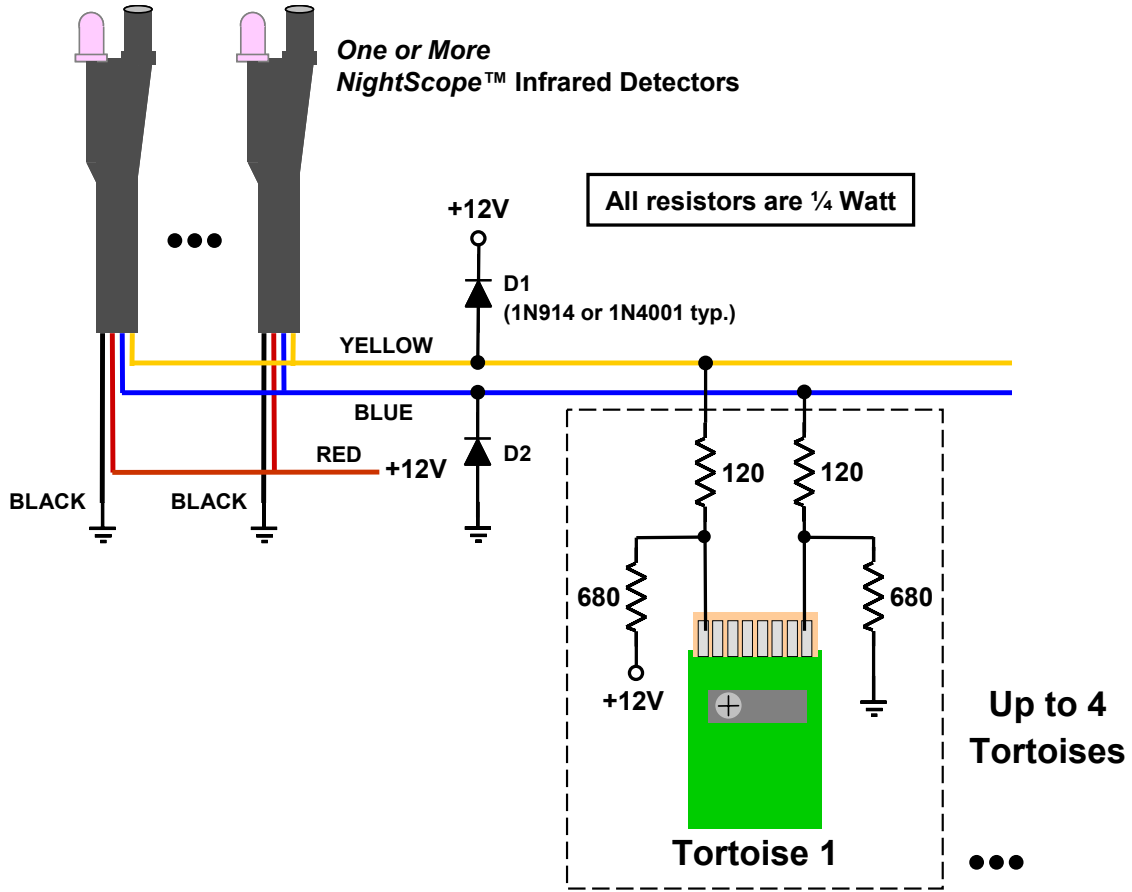 One or More
NightScope™ Infrared Detectors
All resistors are ¼ Watt
+12V
D1
(1N914 or 1N4001 typ.)
YELLOW
BLUE
RED
+12V
D2
BLACK
BLACK
120
120
680
680
+12V
Up to 4
Tortoises
Tortoise 1